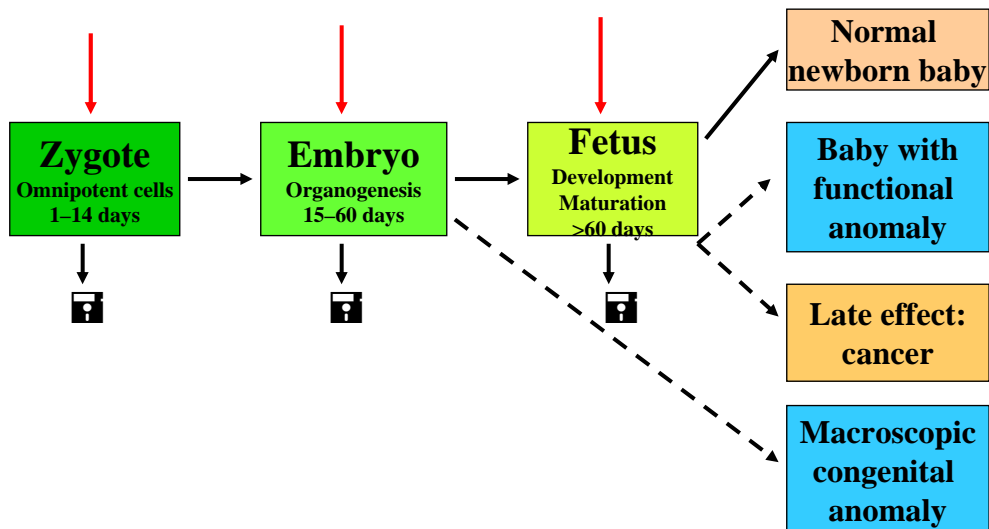 Normal
newborn baby
Zygote
Omnipotent cells
1–14 days
Embryo
Organogenesis
15–60 days
Fetus
Development
Maturation
>60 days
Baby with
functional
anomaly
Late effect:
cancer
Macroscopic
congenital
anomaly